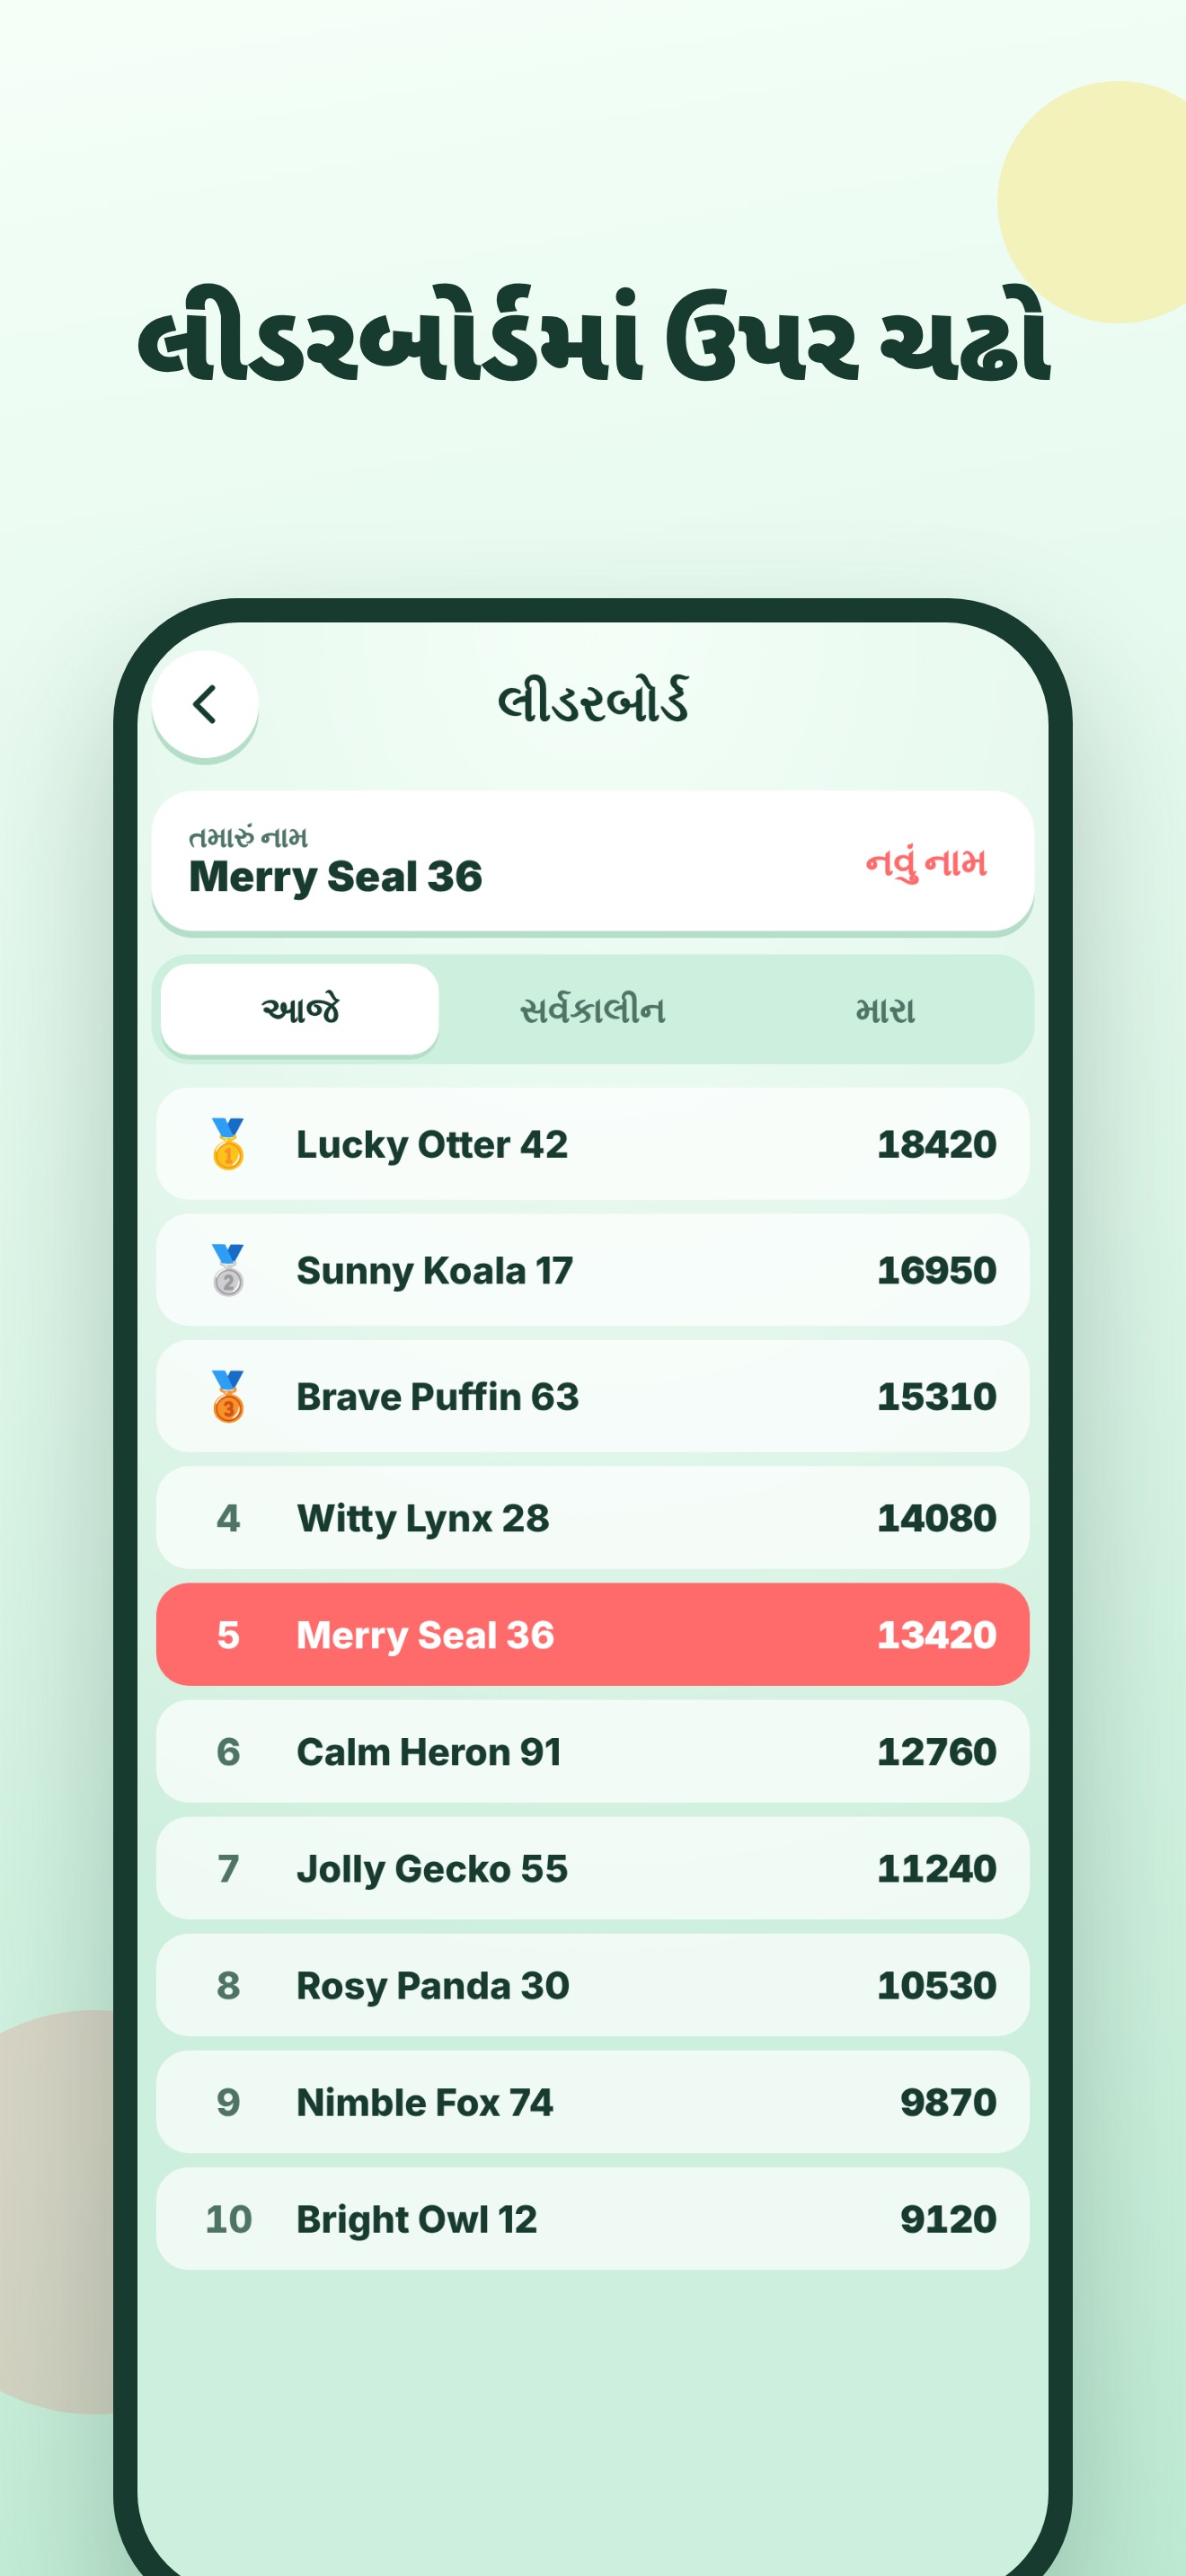 લીડરબોર્ડમાં ઉપર ચઢો
લીડરબોર્ડ
તમારું નામ
Merry Seal 36
નવું નામ
આજે સર્વકાલીન મારા
1 Lucky Otter 42 18420
2 Sunny Koala 17 16950
3 Brave Puffin 63 15310
4 Witty Lynx 28 14080
5 Merry Seal 36 13420
6 Calm Heron 91 12760
7 Jolly Gecko 55 11240
8 Rosy Panda 30 10530
9 Nimble Fox 74 9870
10 Bright Owl 12 9120